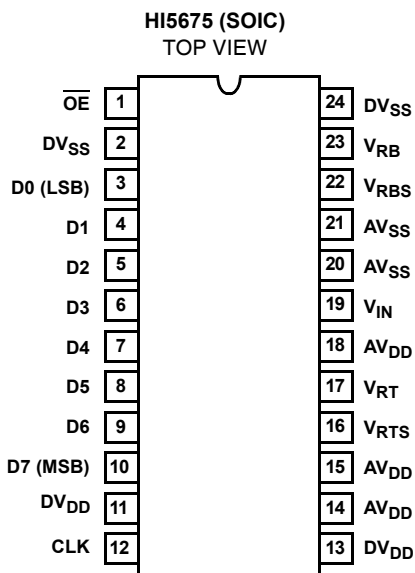 HI5675 (SOIC)
TOP VIEW
OE 1 24 DVSS
DVSS 2 23 VRB
D0 (LSB) 3 22 VRBS
D1 4 21 AVSS
D2 5 20 AVSS
D3 6 19 VIN
D4 7 18 AVDD
D5 8 17 VRT
D6 9 16 VRTS
D7 (MSB) 10 15 AVDD
DVDD 11 14 AVDD
CLK 12 13 DVDD